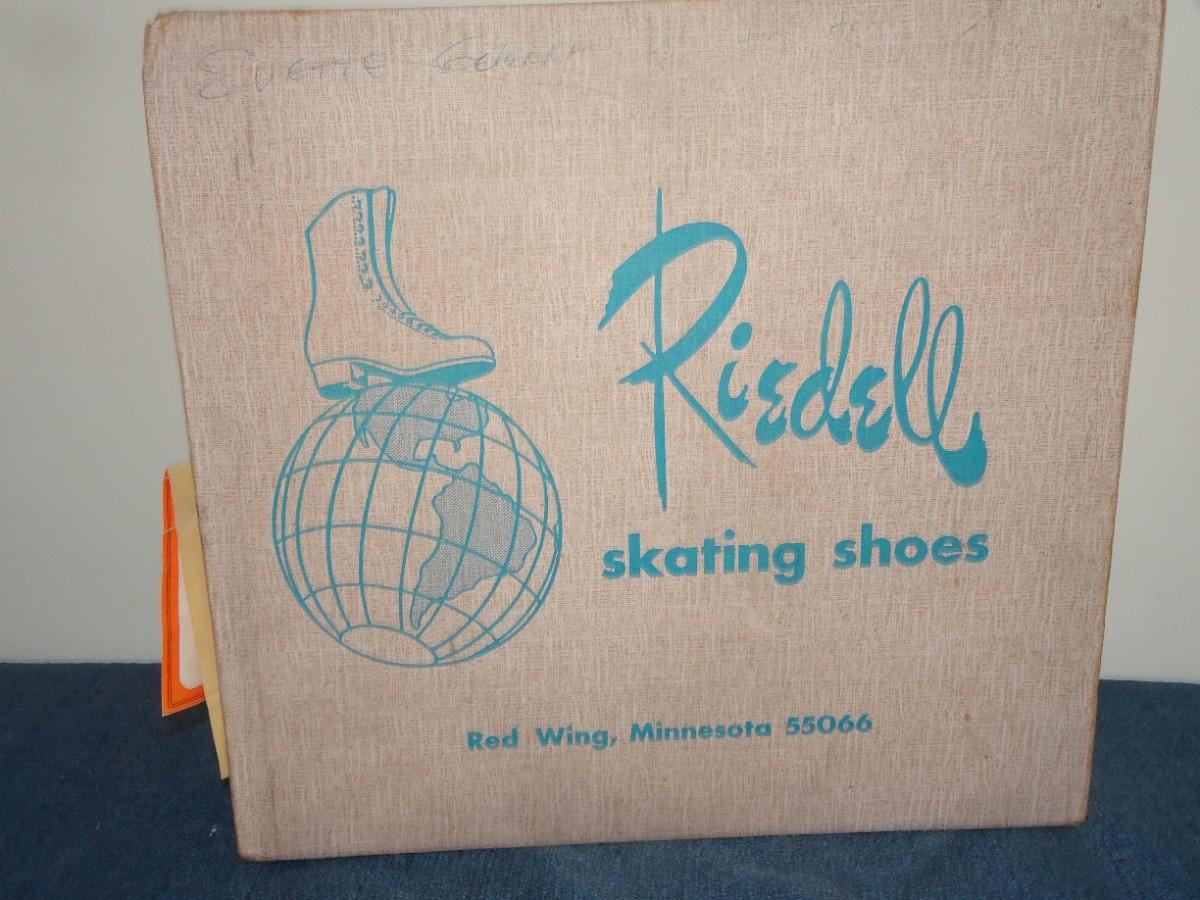 Riedell
skating shoes
Red Wing, Minnesota 55066